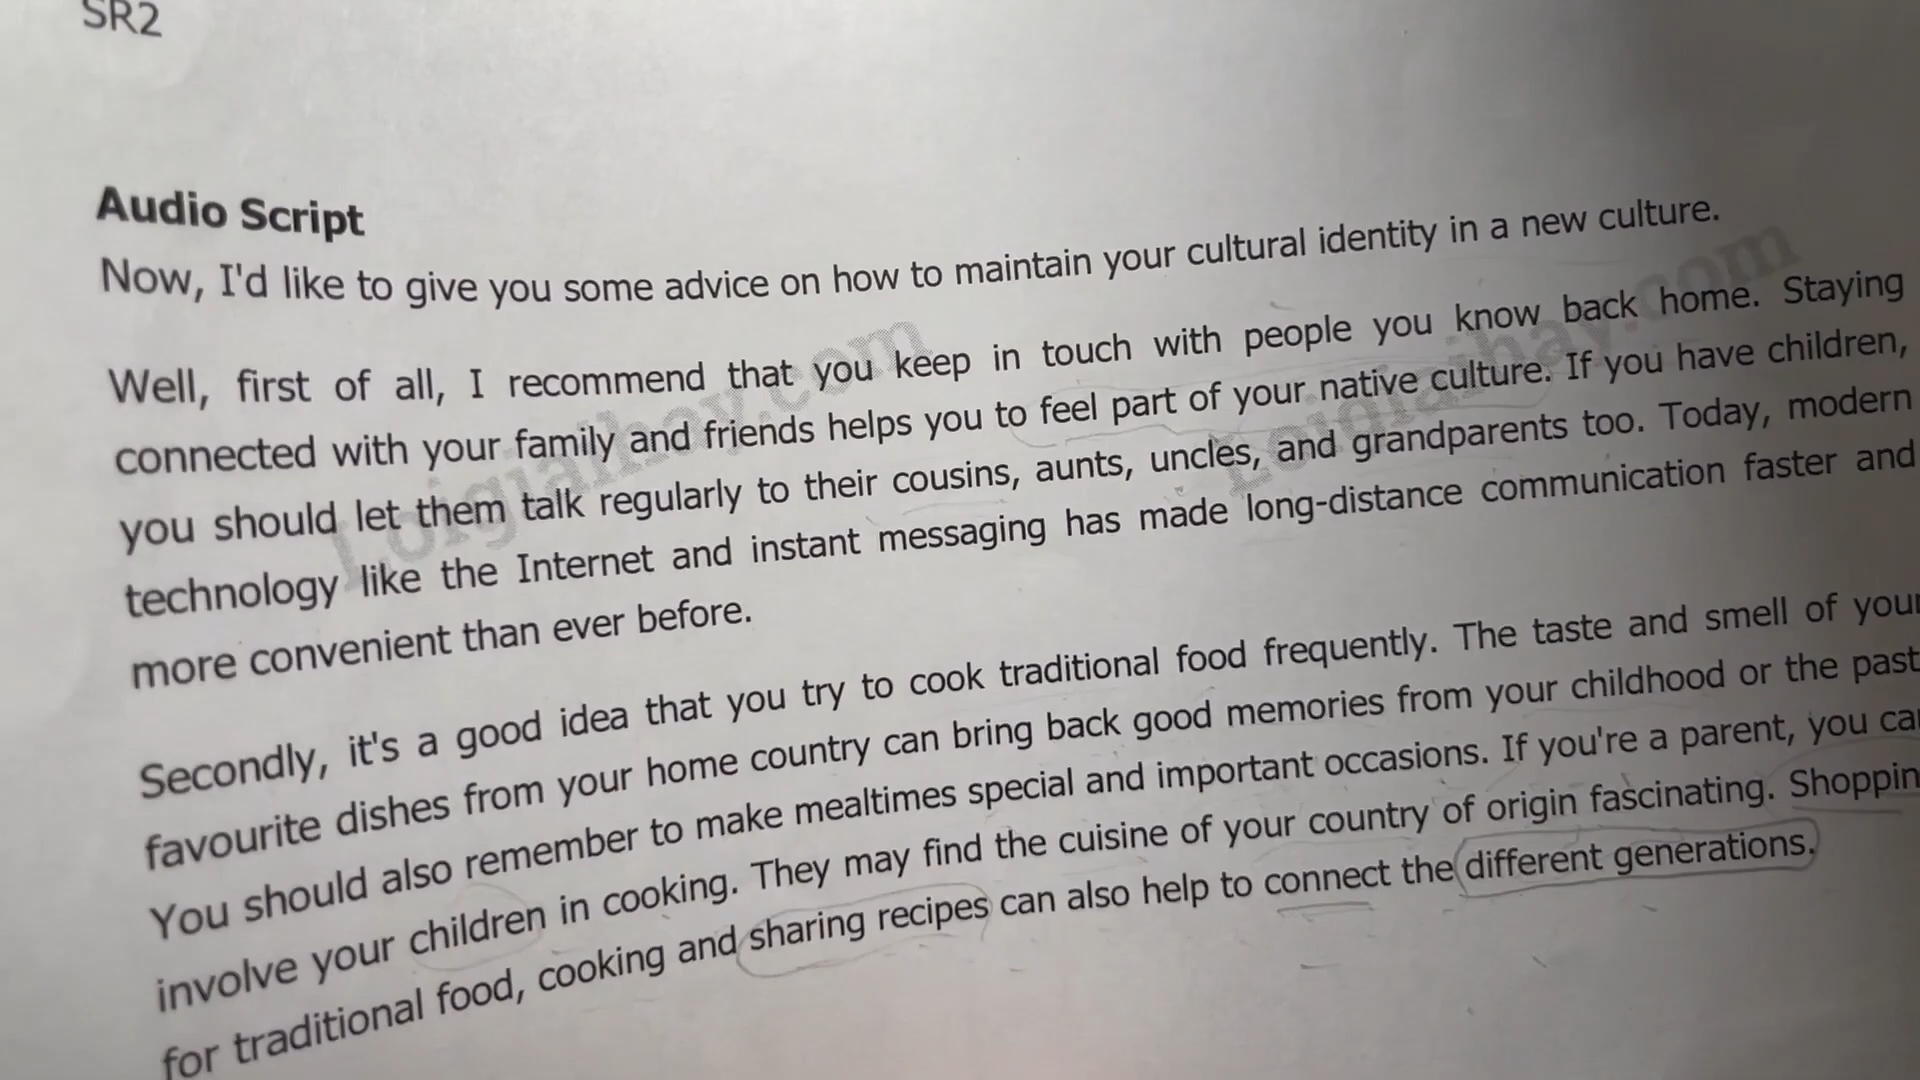 SR2
Audio Script
Now, I'd like to give you some advice on how to maintain your cultural identity in a new culture.
Well, first of all, I recommend that you keep in touch with people you know back home. Staying
connected with your family and friends helps you to feel part of your native culture. If you have children,
you should let them talk regularly to their cousins, aunts, uncles, and grandparents too. Today, modern
technology like the Internet and instant messaging has made long-distance communication faster and
more convenient than ever before.
Secondly, it's a good idea that you try to cook traditional food frequently. The taste and smell of your
favourite dishes from your home country can bring back good memories from your childhood or the past
You should also remember to make mealtimes special and important occasions. If you're a parent, you ca
involve your children in cooking. They may find the cuisine of your country of origin fascinating. Shoppin
for traditional food, cooking and sharing recipes can also help to connect the different generations.
Loigiaihay.com
Loigiaihay.com